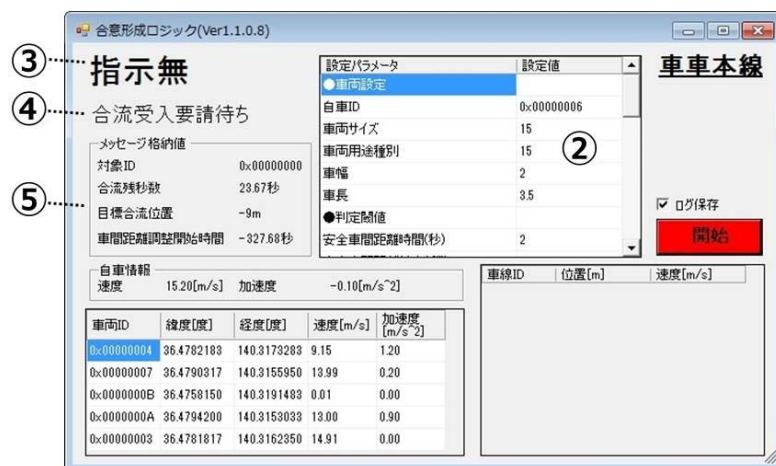 合意形成ロジック(Ver1.1.0.8)
③
指示無
④
合流受入要請待ち
⑤
メッセージ格納値
対象ID 0x00000000
合流残秒数 23.67秒
目標合流位置 -9m
車間距離調整開始時間 -327.68秒
設定パラメータ 設定値
●車両設定
自車ID 0x00000006
車両サイズ 15
車両用途種別 15
②
車幅 2
車長 3.5
●判定閾値
安全車間距離時間(秒) 2
車車本線
ログ保存
開始
自車情報
速度 15.20[m/s] 加速度 -0.10[m/s^2]
車両ID 緯度[度] 経度[度] 速度[m/s] 加速度[m/s^2]
0x00000004 36.4782183 140.3173283 9.15 1.20
0x00000007 36.4790317 140.3155950 13.99 0.20
0x0000000B 36.4758150 140.3191483 0.01 0.00
0x0000000A 36.4794200 140.3153033 13.00 0.90
0x00000003 36.4781817 140.3162350 14.91 0.00
車線ID 位置[m] 速度[m/s]